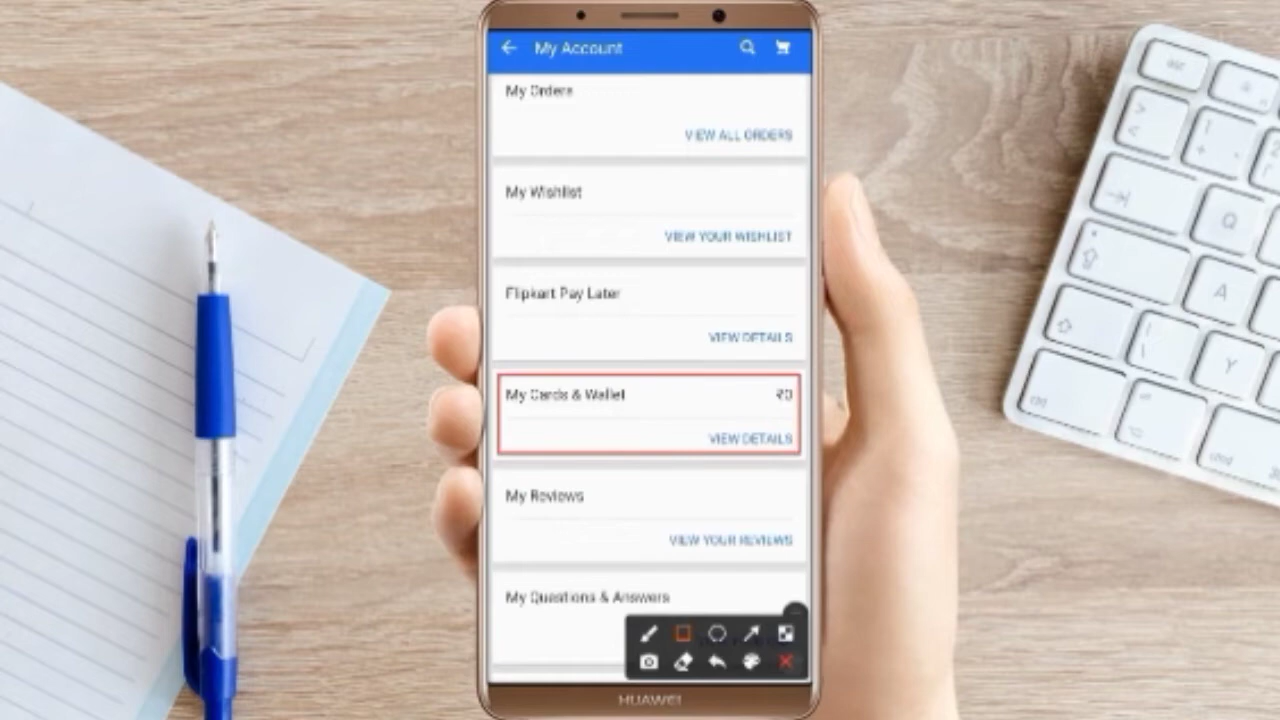 My Account
My Orders
VIEW ALL ORDERS
My Wishlist
VIEW YOUR WISHLIST
Flipkart Pay Later
VIEW DETAILS
My Cards & Wallet ₹0
VIEW DETAILS
My Reviews
VIEW YOUR REVIEWS
My Questions & Answers
HUAWEI
Q
A
Y